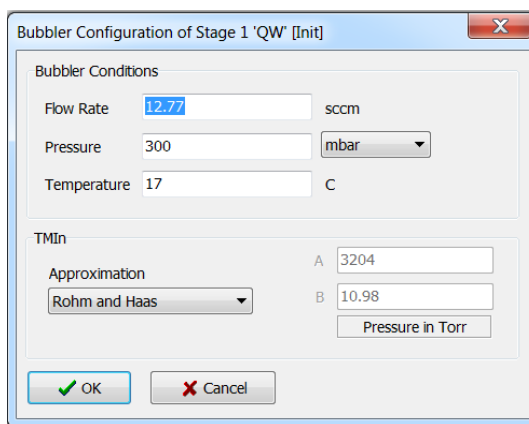 Bubbler Configuration of Stage 1 'QW' [Init]
Bubbler Conditions
Flow Rate 12.77 sccm
Pressure 300 mbar
Temperature 17 C
TMIn
Approximation
Rohm and Haas
A 3204
B 10.98
Pressure in Torr
OK Cancel